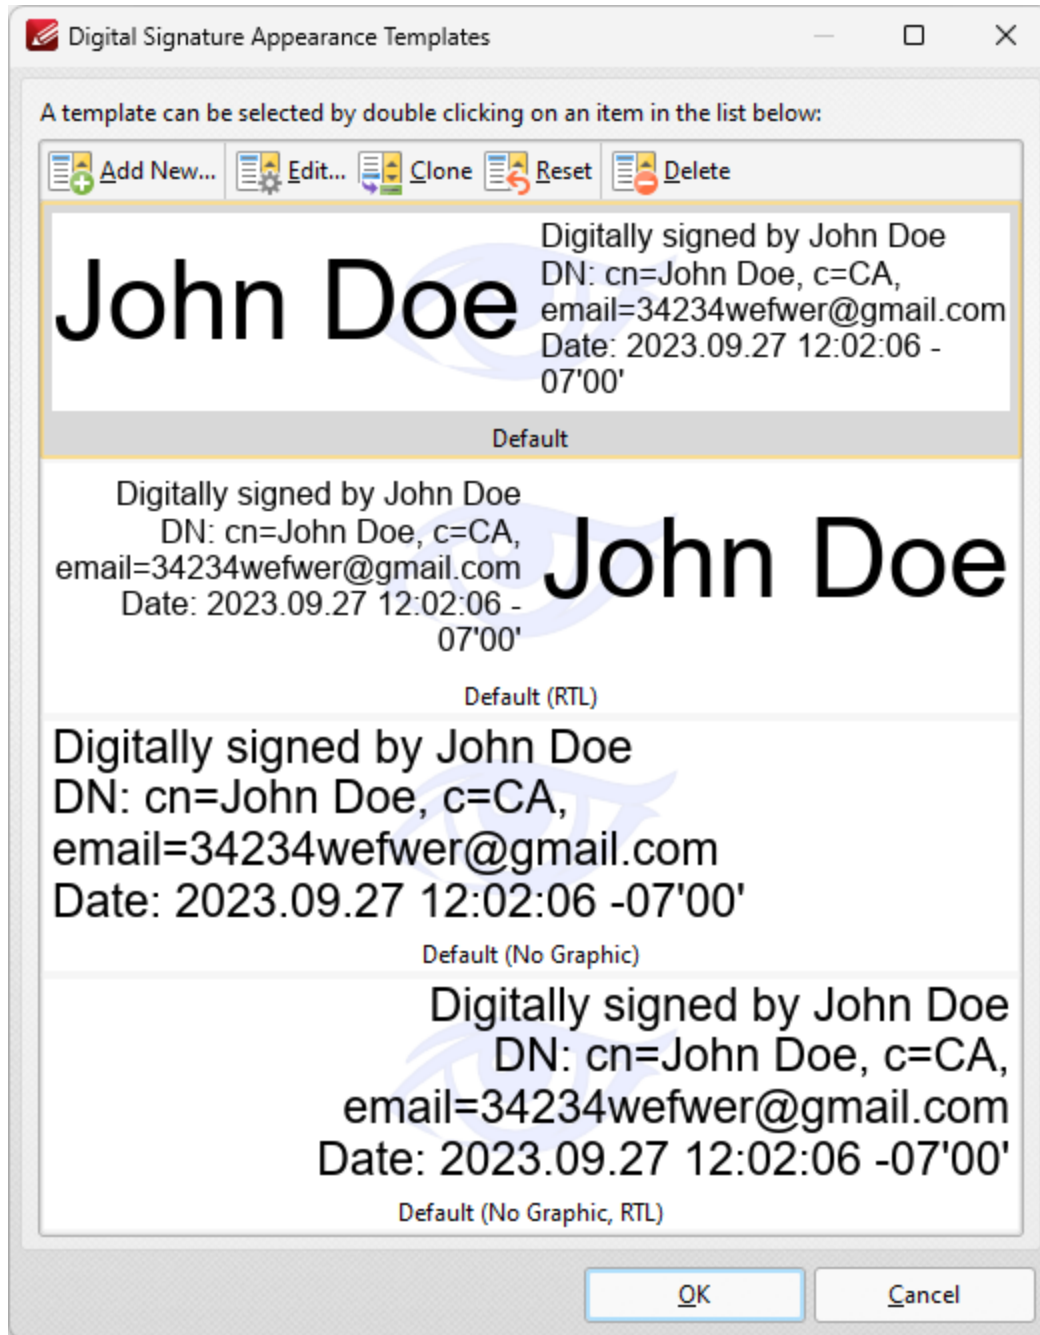 Digital Signature Appearance Templates
A template can be selected by double clicking on an item in the list below:
Add New... Edit... Clone Reset Delete
John Doe
Digitally signed by John Doe
DN: cn=John Doe, c=CA,
email=34234wefwer@gmail.com
Date: 2023.09.27 12:02:06 -
07'00'
Default
Digitally signed by John Doe
DN: cn=John Doe, c=CA,
email=34234wefwer@gmail.com
Date: 2023.09.27 12:02:06 -
07'00'
John Doe
Default (RTL)
Digitally signed by John Doe
DN: cn=John Doe, c=CA,
email=34234wefwer@gmail.com
Date: 2023.09.27 12:02:06 -07'00'
Default (No Graphic)
Digitally signed by John Doe
DN: cn=John Doe, c=CA,
email=34234wefwer@gmail.com
Date: 2023.09.27 12:02:06 -07'00'
Default (No Graphic, RTL)
OK Cancel